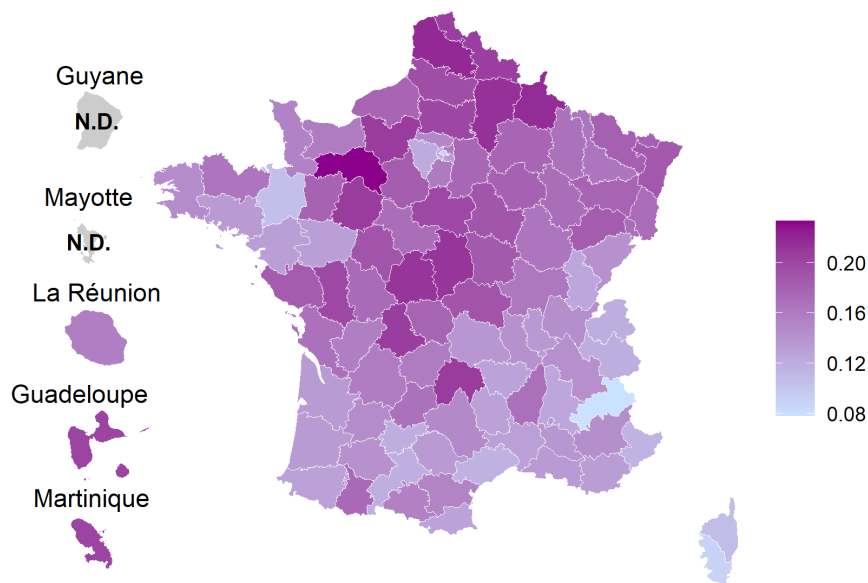 Guyane
N.D.
Mayotte
N.D.
La Réunion
Guadeloupe
Martinique
0.20
0.16
0.12
0.08